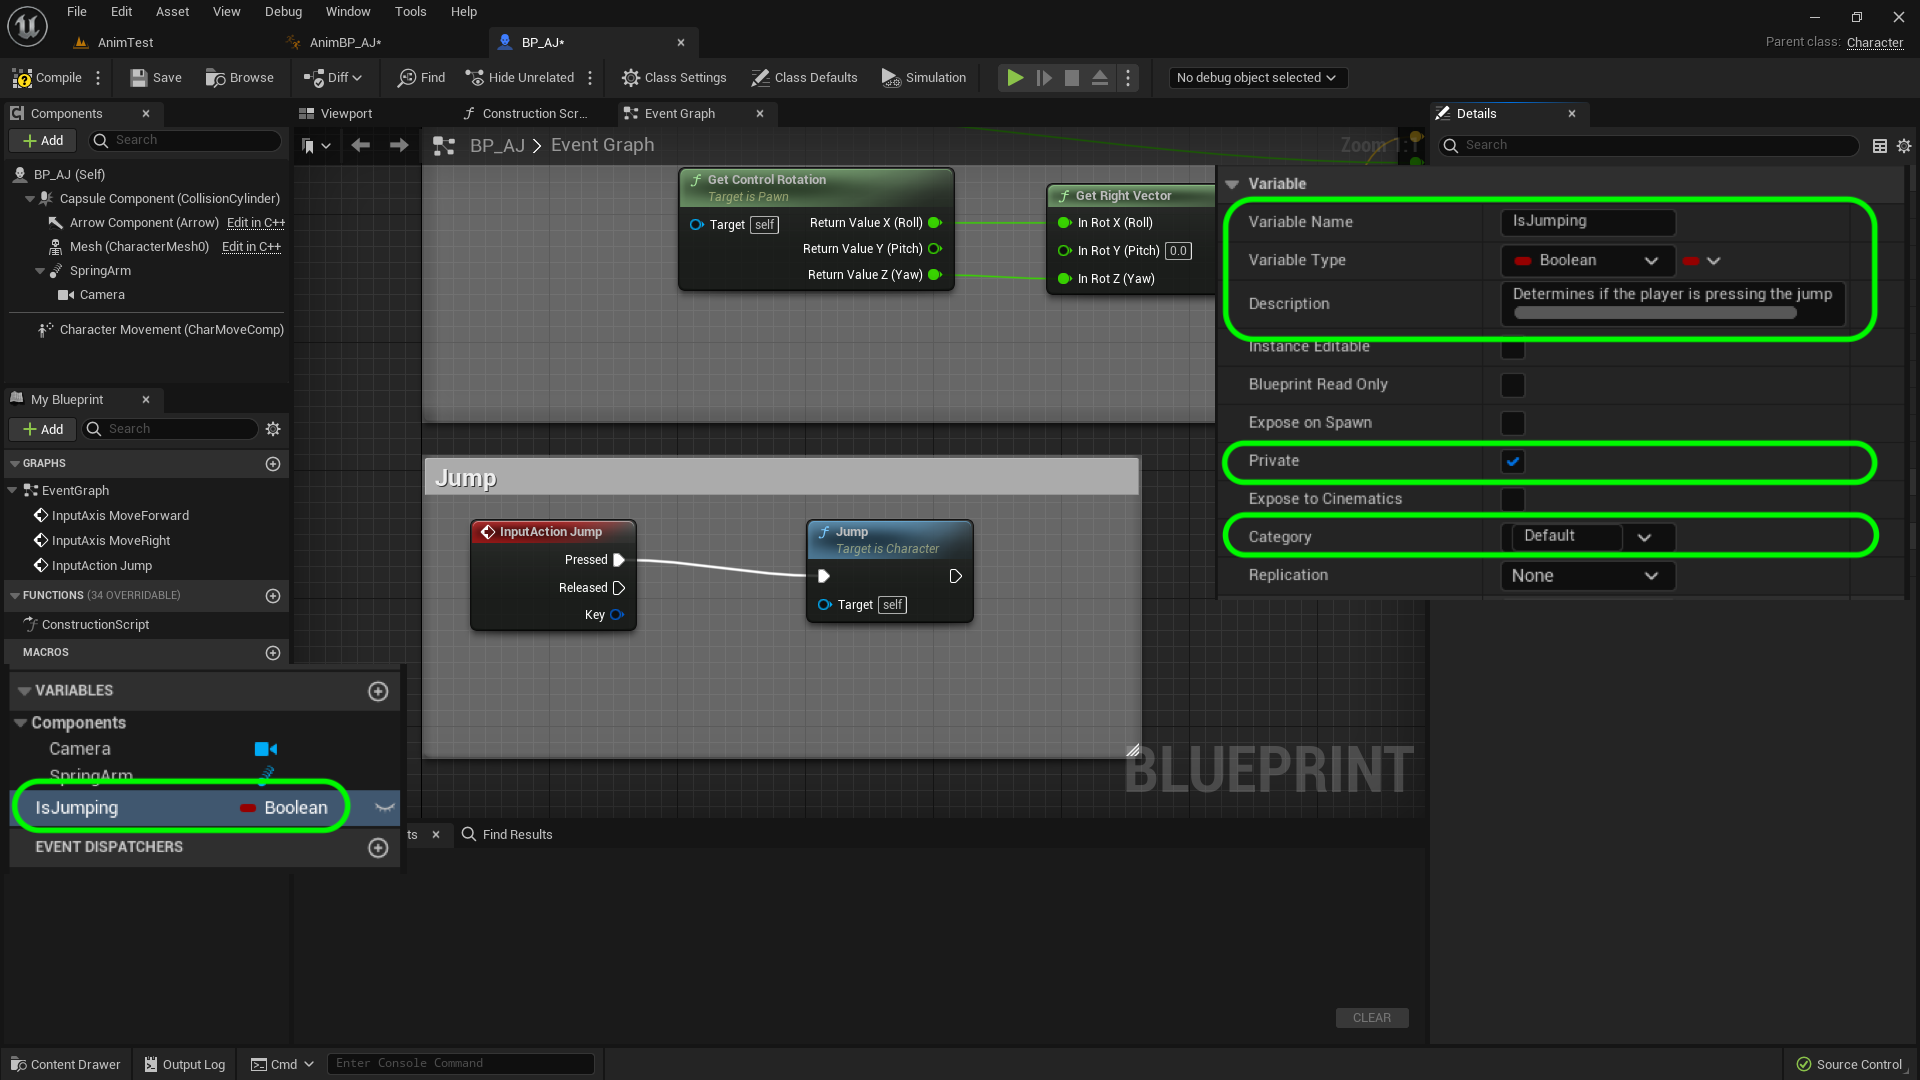 File Edit Asset View Debug Window Tools Help
AnimTest
AnimBP_AJ*
BP_AJ*
Parent class: Character
Compile
Save
Browse
Diff
Find
Hide Unrelated
Class Settings
Class Defaults
Simulation
No debug object selected
Components
Add
Search
BP_AJ (Self)
Capsule Component (CollisionCylinder)
Arrow Component (Arrow) Edit in C++
Mesh (CharacterMesh0) Edit in C++
SpringArm
Camera
Character Movement (CharMoveComp)
My Blueprint
Add
Search
GRAPHS
EventGraph
InputAxis MoveForward
InputAxis MoveRight
InputAction Jump
FUNCTIONS (34 OVERRIDABLE)
ConstructionScript
MACROS
VARIABLES
Components
Camera
SpringArm
IsJumping Boolean
EVENT DISPATCHERS
Viewport
Construction Scr...
Event Graph
BP_AJ > Event Graph
Zoom 1:1
Get Control Rotation
Target is Pawn
Target self
Return Value X (Roll)
Return Value Y (Pitch)
Return Value Z (Yaw)
Get Right Vector
In Rot X (Roll)
In Rot Y (Pitch) 0.0
In Rot Z (Yaw)
Jump
InputAction Jump
Pressed
Released
Key
Jump
Target is Character
Target self
BLUEPRINT
ts
Find Results
CLEAR
Details
Search
Variable
Variable Name IsJumping
Variable Type Boolean
Description Determines if the player is pressing the jump
Instance Editable
Blueprint Read Only
Expose on Spawn
Private
Expose to Cinematics
Category Default
Replication None
Content Drawer
Output Log
Cmd
Enter Console Command
Source Control